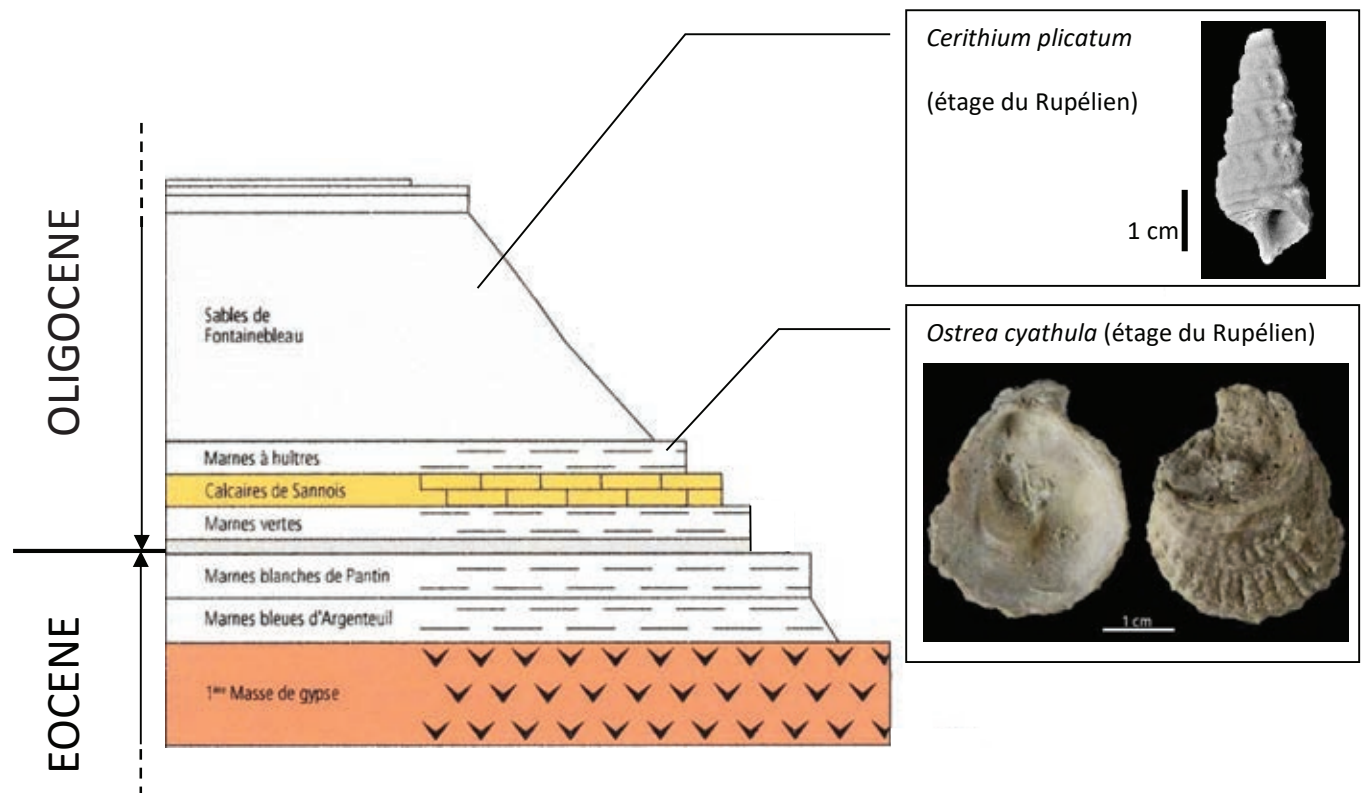 Cerithium plicatum
(étage du Rupélien)
1 cm
Ostrea cyathula (étage du Rupélien)
1 cm
OLIGOCENE
EOCENE
Sables de
Fontainebleau
Marnes à huîtres
Calcaires de Sannois
Marnes vertes
Marnes blanches de Pantin
Marnes bleues d'Argenteuil
1ère Masse de gypse